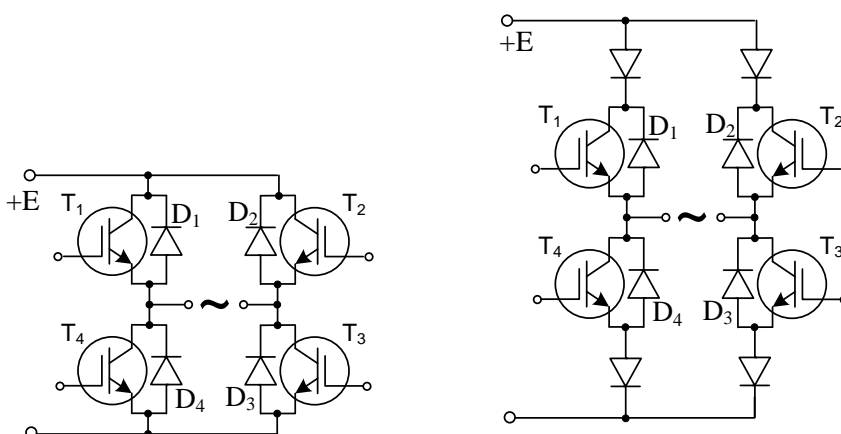 +E
T₁
D₁
D₂
T₂
~
T₄
D₄
D₃
T₃
+E
T₁
D₁
D₂
T₂
~
T₄
D₄
D₃
T₃